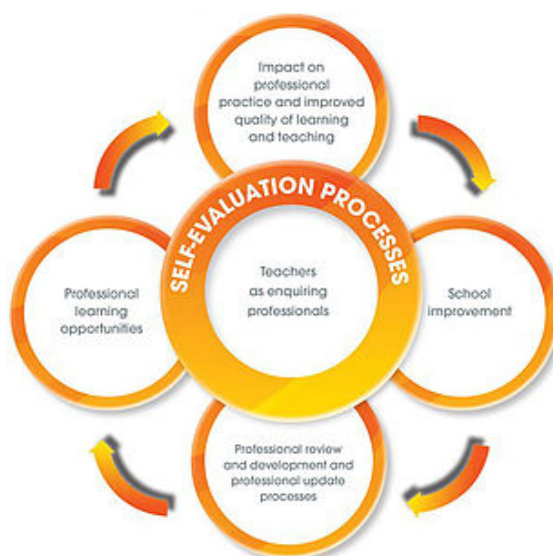 Impact on
professional
practice and improved
quality of learning
and teaching
SELF-EVALUATION PROCESSES
Teachers
as enquiring
professionals
Professional
learning
opportunities
School
improvement
Professional review
and development and
professional update
processes